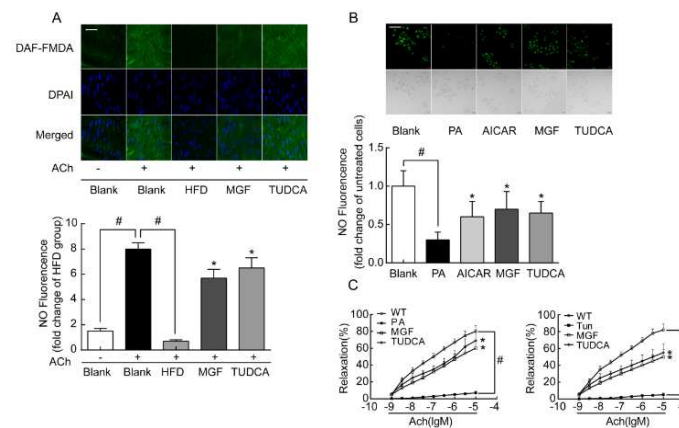 A
DAF-FMDA
DPAI
Merged
ACh - + + + +
Blank Blank HFD MGF TUDCA
NO Fluorescence
(fold change of HFD group)
10
8
6
4
2
0
# #
* *
ACh - + + + +
Blank Blank HFD MGF TUDCA
B
Blank PA AICAR MGF TUDCA
NO Fluorescence
(fold change of untreated cells)
1.5
1.0
0.5
0.0
#
* * *
Blank PA AICAR MGF TUDCA
C
Relaxation(%)
100
80
60
40
20
0
WT
PA
MGF
TUDCA
*
*
#
-10 -9 -8 -7 -6 -5 -4
Ach(lgM)
Relaxation(%)
100
80
60
40
20
0
WT
Tun
MGF
TUDCA
*
*
-10 -9 -8 -7 -6 -5 -4
Ach(lgM)